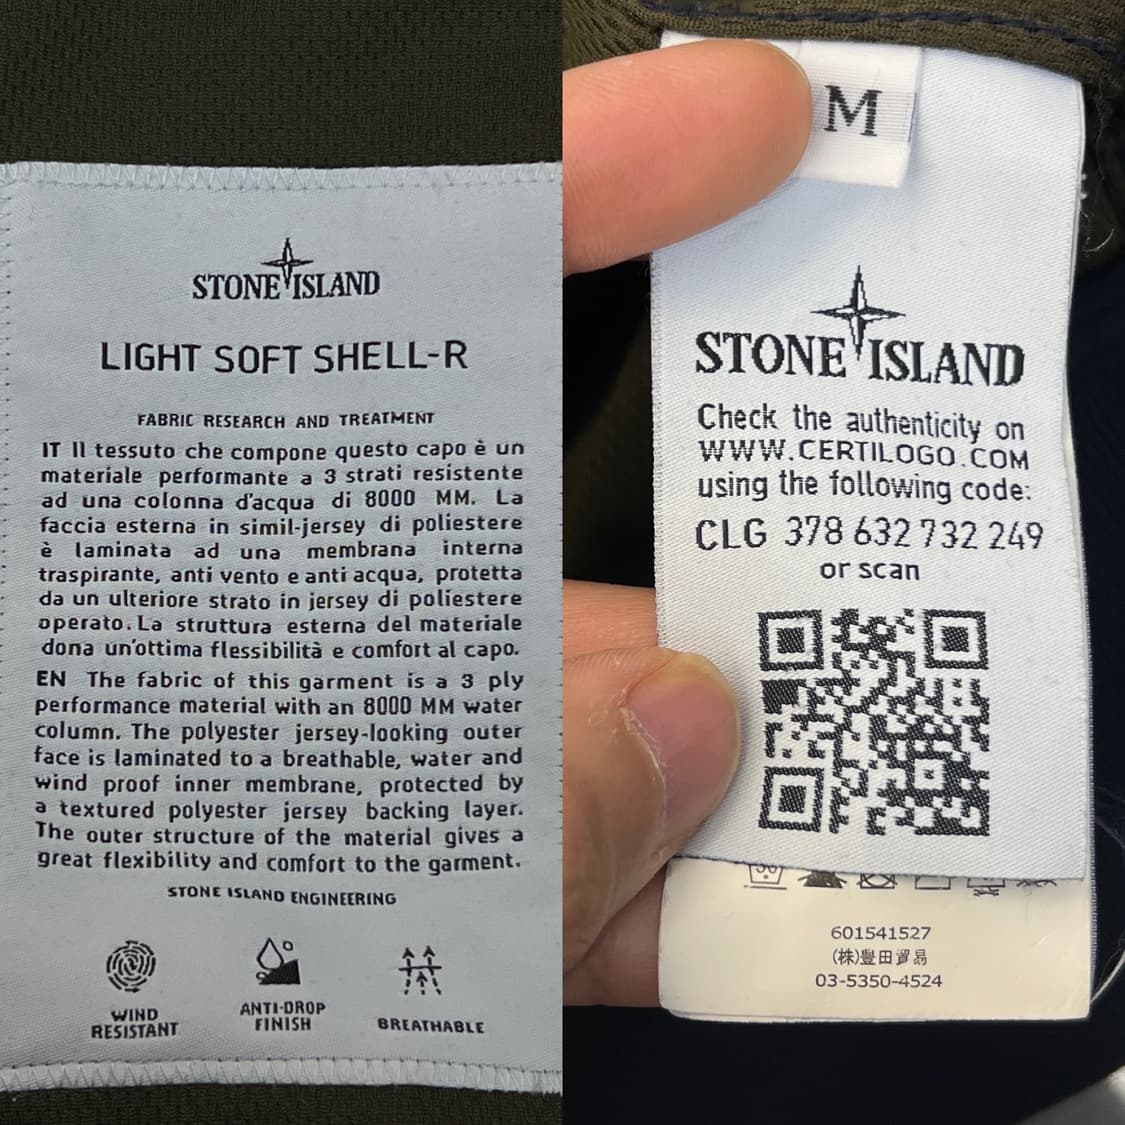 STONE ISLAND
LIGHT SOFT SHELL-R
FABRIC RESEARCH AND TREATMENT
IT Il tessuto che compone questo capo è un
materiale performante a 3 strati resistente
ad una colonna d'acqua di 8000 MM. La
faccia esterna in simil-jersey di poliestere
è laminata ad una membrana interna
traspirante, anti vento e anti acqua, protetta
da un ulteriore strato in jersey di poliestere
operato. La struttura esterna del materiale
dona un'ottima flessibilità e comfort al capo.
EN The fabric of this garment is a 3 ply
performance material with an 8000 MM water
column. The polyester jersey-looking outer
face is laminated to a breathable, water and
wind proof inner membrane, protected by
a textured polyester jersey backing layer.
The outer structure of the material gives a
great flexibility and comfort to the garment.
STONE ISLAND ENGINEERING
WIND
RESISTANT
ANTI-DROP
FINISH
BREATHABLE
M
STONE ISLAND
Check the authenticity on
WWW.CERTILOGO.COM
using the following code:
CLG 378 632 732 249
or scan
601541527
(株)豊田貿易
03-5350-4524